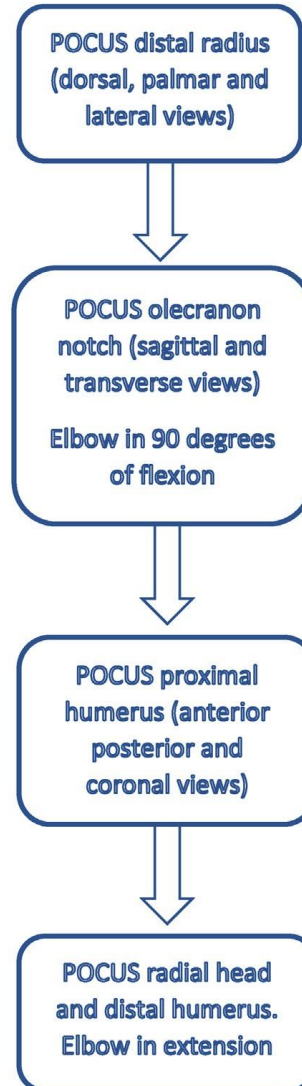 POCUS distal radius
(dorsal, palmar and
lateral views)
POCUS olecranon
notch (sagittal and
transverse views)
Elbow in 90 degrees
of flexion
POCUS proximal
humerus (anterior
posterior and
coronal views)
POCUS radial head
and distal humerus.
Elbow in extension